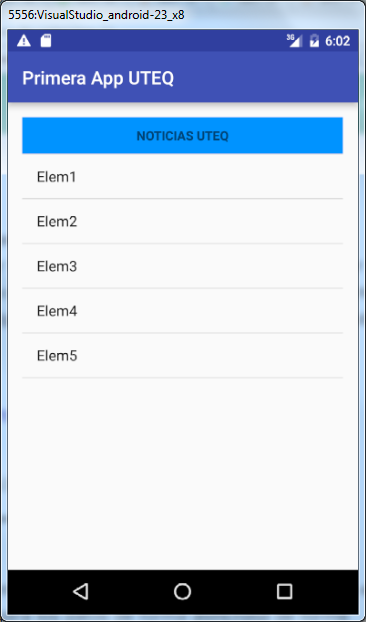 5556:VisualStudio_android-23_x8
3G 6:02
Primera App UTEQ
NOTICIAS UTEQ
Elem1
Elem2
Elem3
Elem4
Elem5